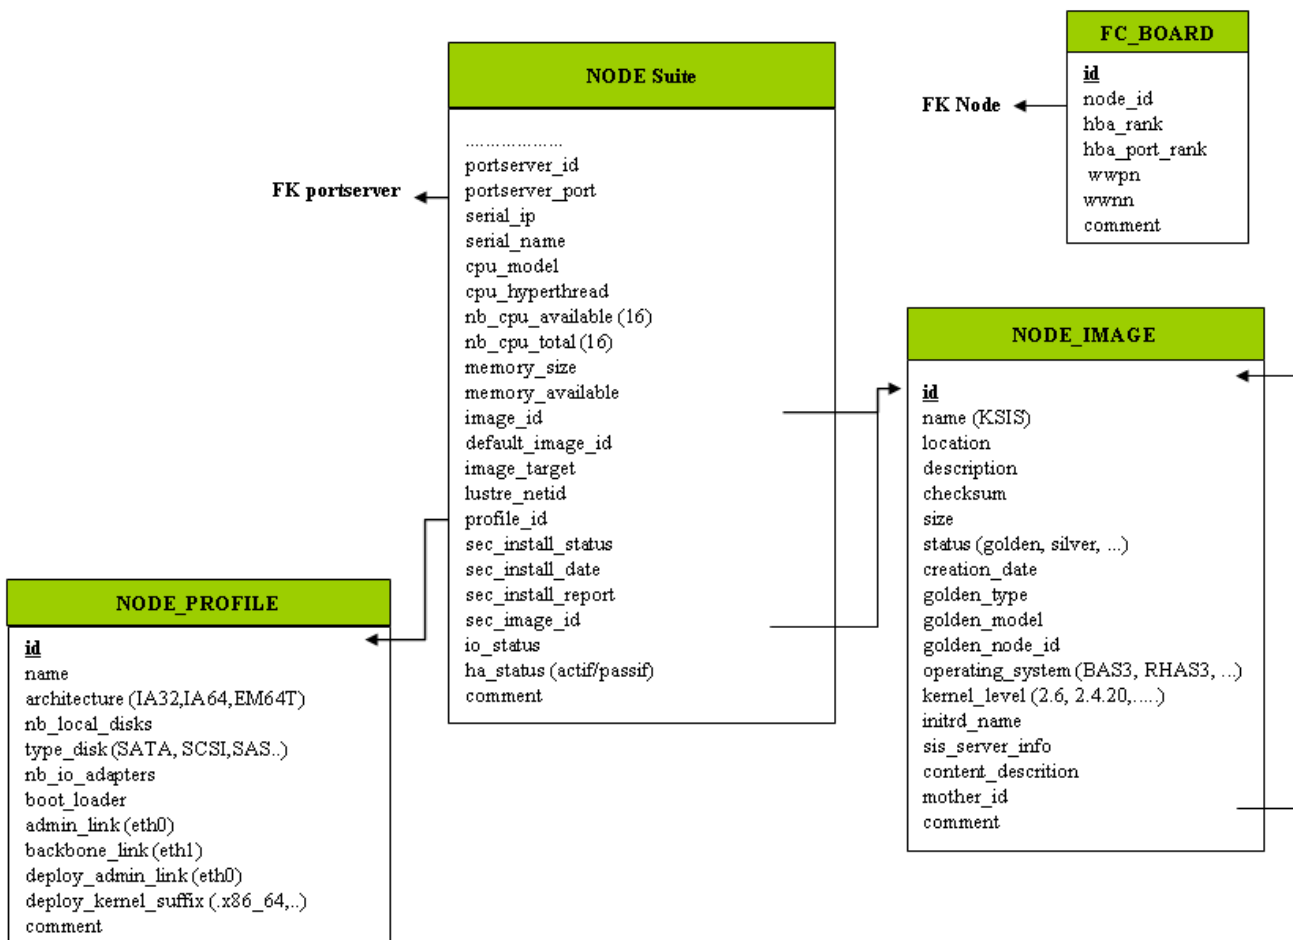 FC_BOARD
id
node_id
hba_rank
hba_port_rank
wwpn
wwnn
comment
FK Node
NODE Suite
..................
portserver_id
portserver_port
serial_ip
serial_name
cpu_model
cpu_hyperthread
nb_cpu_available (16)
nb_cpu_total (16)
memory_size
memory_available
image_id
default_image_id
image_target
lustre_netid
profile_id
sec_install_status
sec_install_date
sec_install_report
sec_image_id
io_status
ha_status (actif/passif)
comment
FK portserver
NODE_IMAGE
id
name (KSIS)
location
description
checksum
size
status (golden, silver, ...)
creation_date
golden_type
golden_model
golden_node_id
operating_system (BAS3, RHAS3, ...)
kernel_level (2.6, 2.4.20,.....)
initrd_name
sis_server_info
content_descrition
mother_id
comment
NODE_PROFILE
id
name
architecture (IA32,IA64,EM64T)
nb_local_disks
type_disk (SATA, SCSI,SAS..)
nb_io_adapters
boot_loader
admin_link (eth0)
backbone_link (eth1)
deploy_admin_link (eth0)
deploy_kernel_suffix (.x86_64,..)
comment